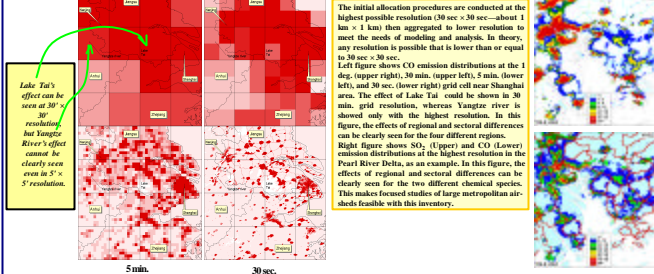 Jiangsu
Jiangsu
Nanjing
Nanjing
Anhui
Shanghai
Shanghai
Lake Tai's
effect can be
seen at 30' ×
30'
resolution,
but Yangtze
River's effect
cannot be
clearly seen
even in 5' ×
5' resolution.
Lake
Tai
Lake
Tai
Anhui
Anhui
Shanghai
Shanghai
Zhejiang
Zhejiang
5 min.
30 sec.
The initial allocation procedures are conducted at the
highest possible resolution (30 sec × 30 sec—about 1
km × 1 km) then aggregated to lower resolution to
meet the needs of modeling and analysis. In theory,
any resolution is possible that is lower than or equal
to 30 sec × 30 sec.
Left figure shows CO emission distributions at the 1
deg. (upper right), 30 min. (upper left), 5 min. (lower
left), and 30 sec. (lower right) grid cell near Shanghai
area. The effect of Lake Tai could be shown in 30
min. grid resolution, whereas Yangtze river is
showed only with the highest resolution. In this
figure, the effects of regional and sectoral differences
can be clearly seen for the four different regions.
Right figure shows SO2 (Upper) and CO (Lower)
emission distributions at the highest resolution in the
Pearl River Delta, as an example. In this figure, the
effects of regional and sectoral differences can be
clearly seen for the two different chemical species.
This makes focused studies of large metropolitan air-
sheds feasible with this inventory.